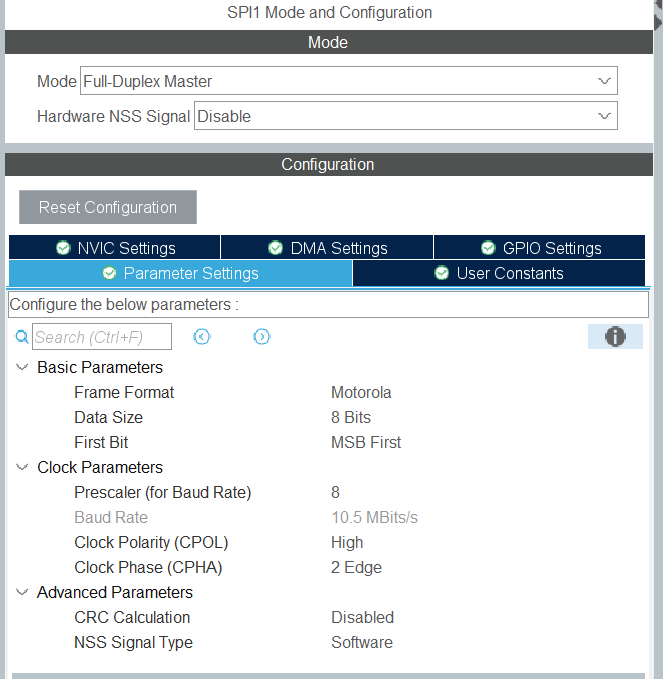 SPI1 Mode and Configuration
Mode
Mode Full-Duplex Master
Hardware NSS Signal Disable
Configuration
Reset Configuration
NVIC Settings DMA Settings GPIO Settings
Parameter Settings User Constants
Configure the below parameters :
Search (Ctrl+F)
Basic Parameters
Frame Format Motorola
Data Size 8 Bits
First Bit MSB First
Clock Parameters
Prescaler (for Baud Rate) 8
Baud Rate 10.5 MBits/s
Clock Polarity (CPOL) High
Clock Phase (CPHA) 2 Edge
Advanced Parameters
CRC Calculation Disabled
NSS Signal Type Software